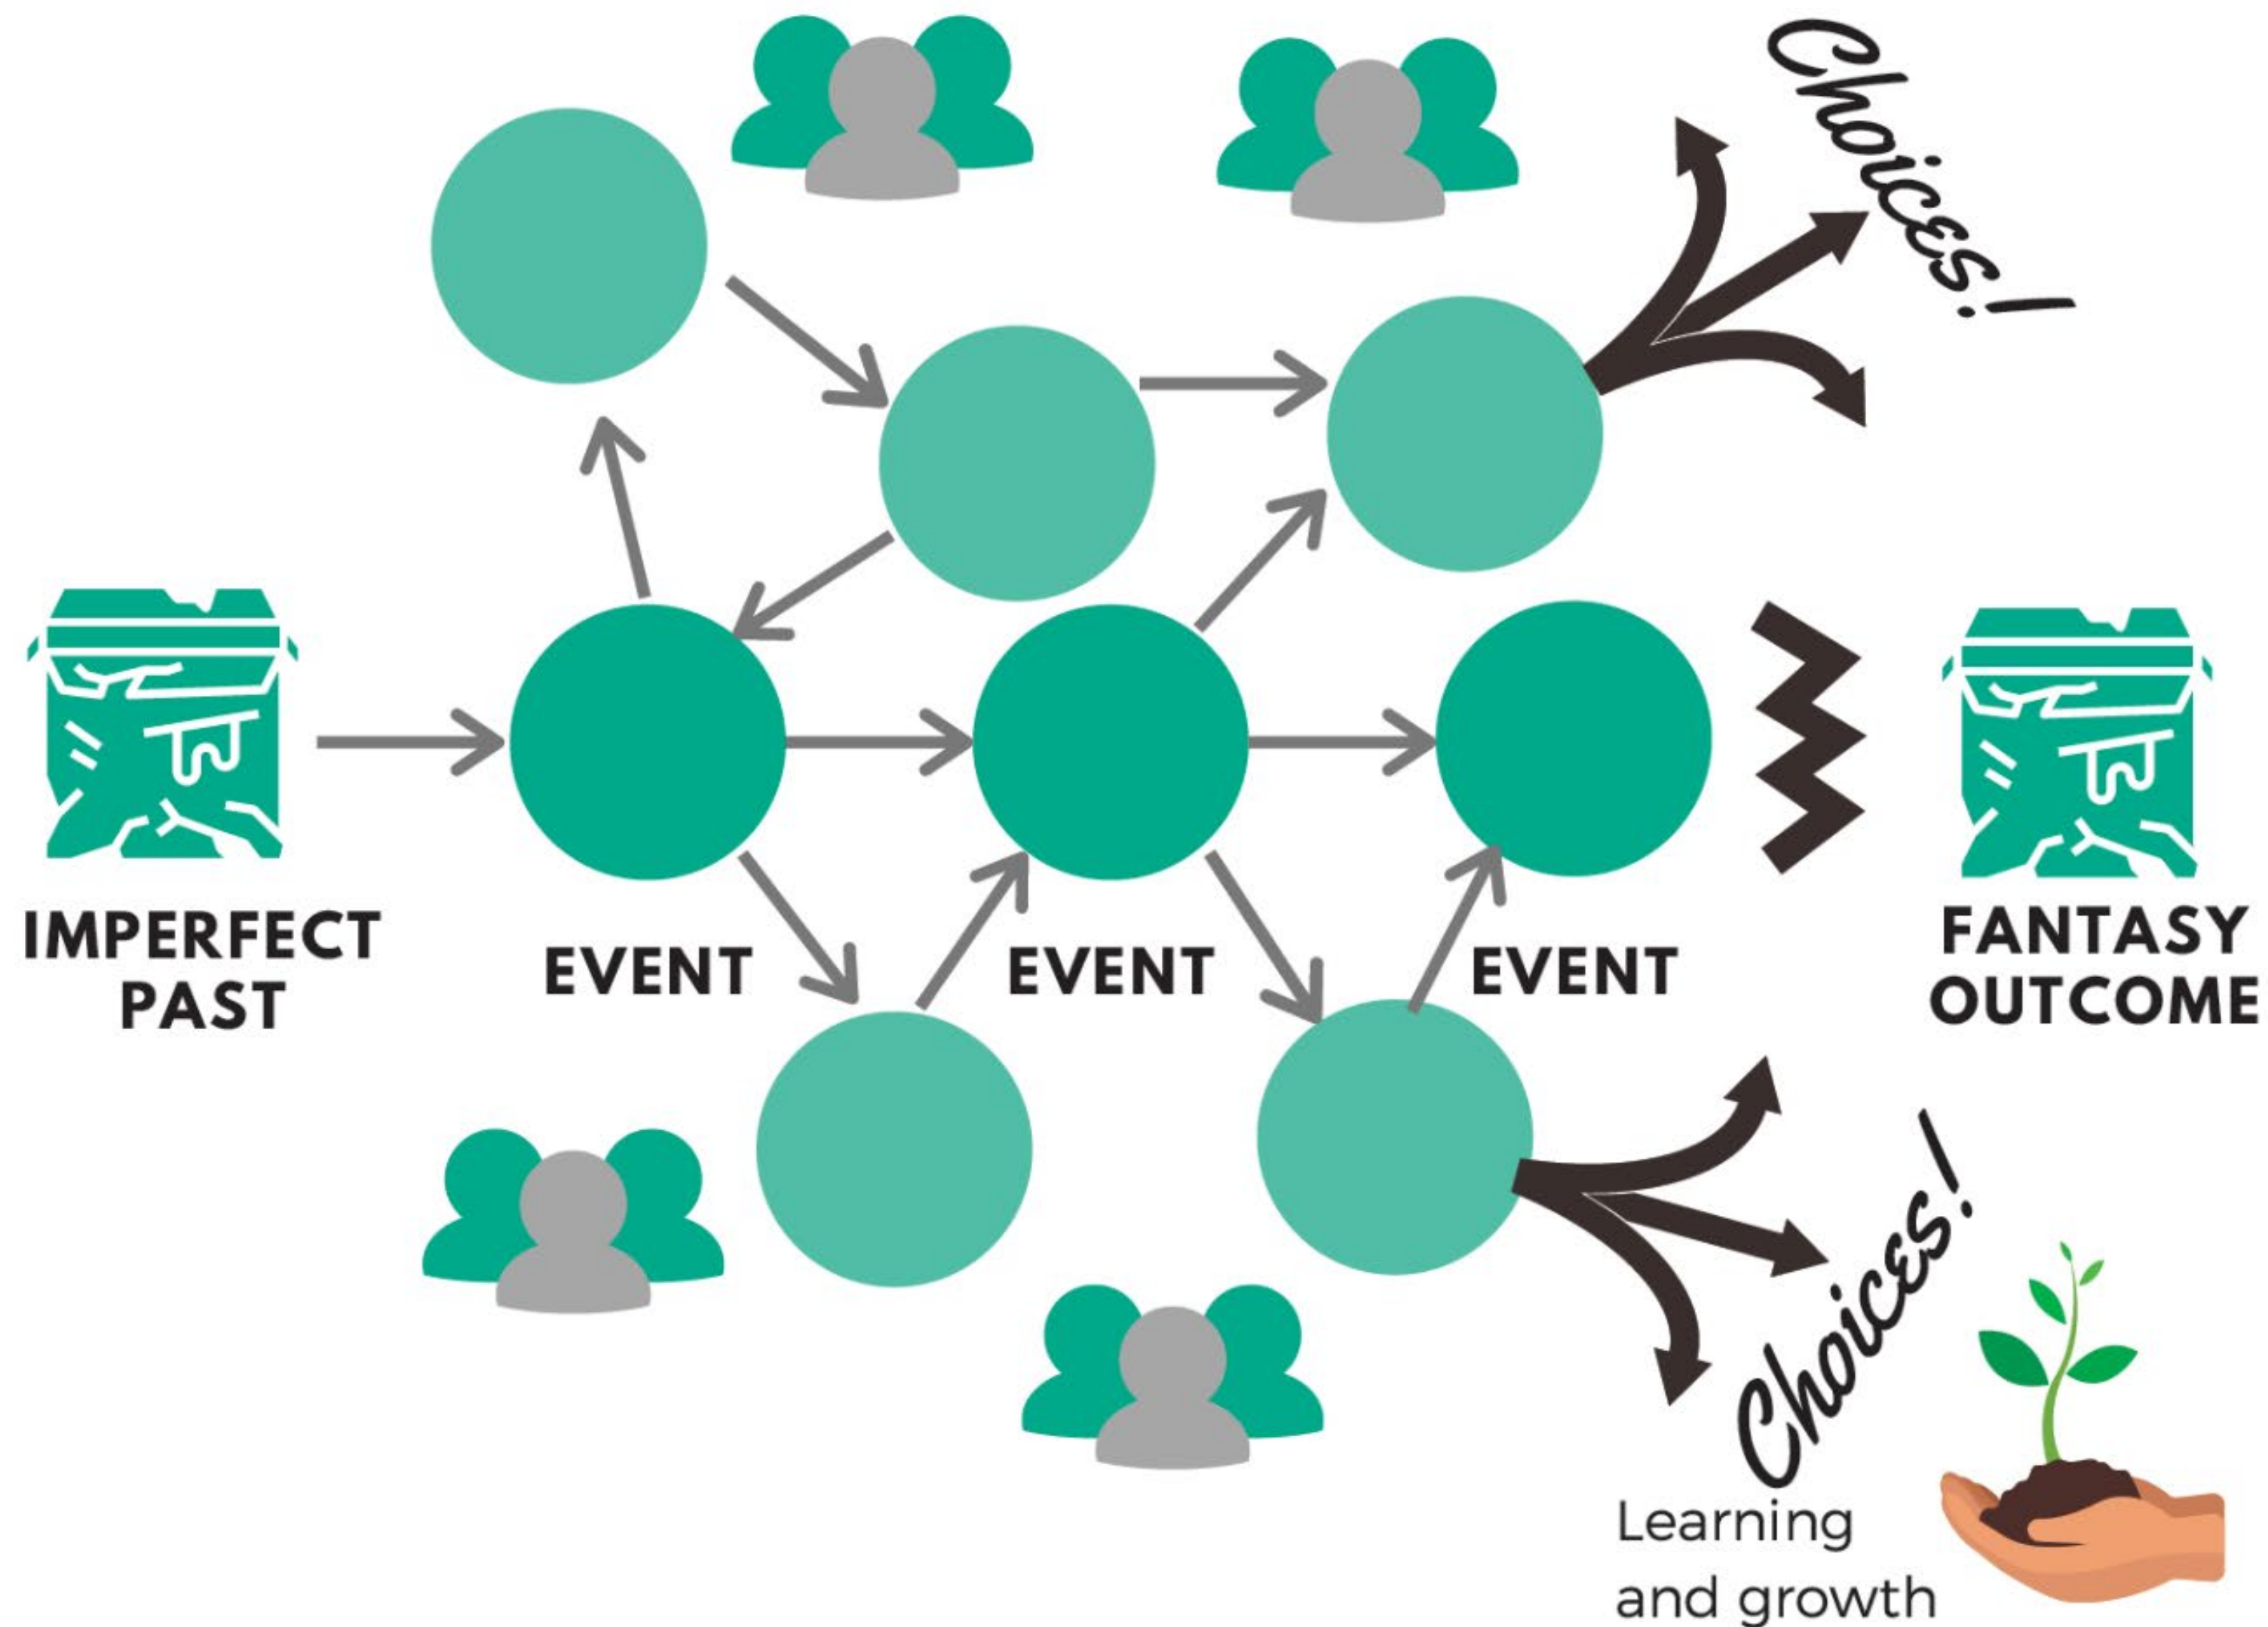 Choices!
IMPERFECT
PAST
EVENT
EVENT
EVENT
FANTASY
OUTCOME
Choices!
Learning
and growth